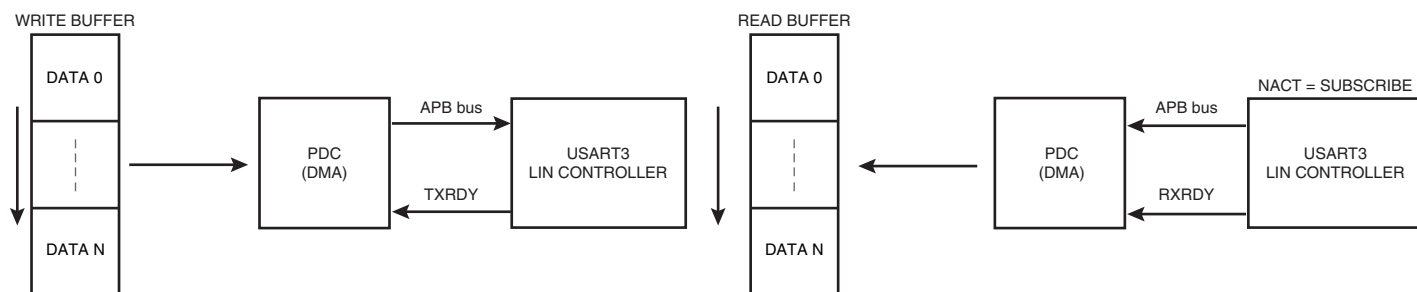 WRITE BUFFER
DATA 0
DATA N
PDC
(DMA)
APB bus
TXRDY
USART3
LIN CONTROLLER
READ BUFFER
DATA 0
DATA N
PDC
(DMA)
APB bus
RXRDY
NACT = SUBSCRIBE
USART3
LIN CONTROLLER